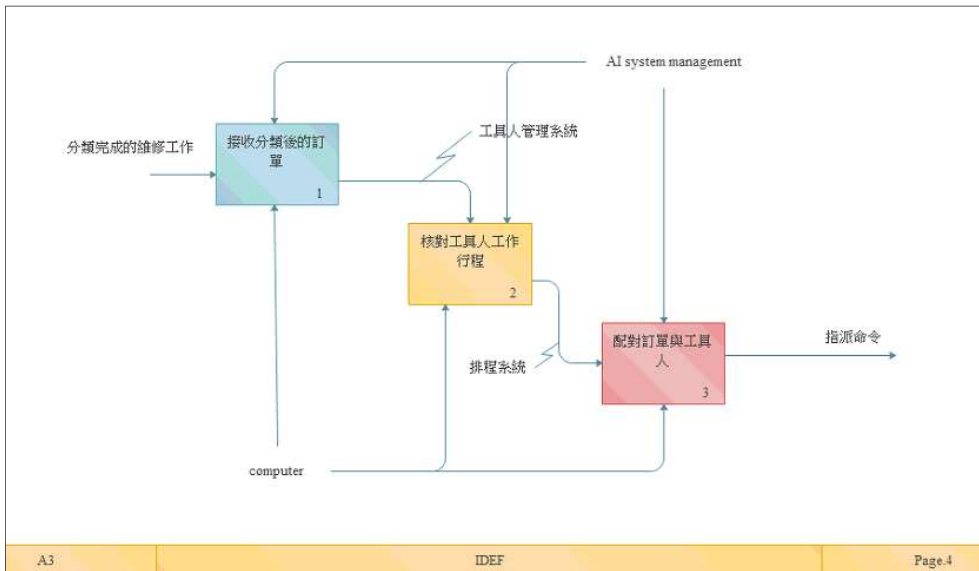 AI system management
工具人管理系統
分類完成的維修工作
接收分類後的訂
單
1
核對工具人工作
行程
2
配對訂單與工具
人
3
指派命令
排程系統
computer
A3
IDEF
Page.4